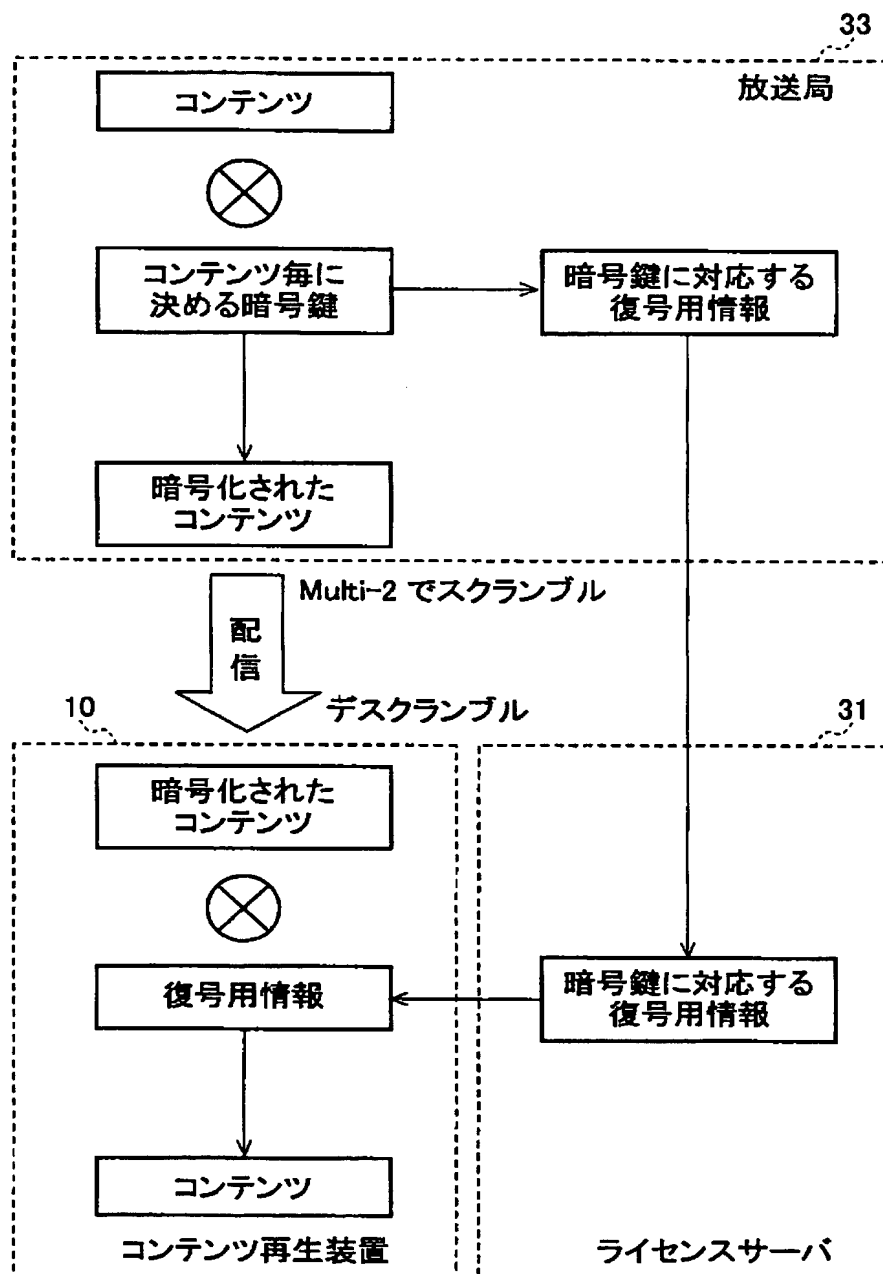 33
放送局
コンテンツ
コンテンツ毎に
決める暗号鍵
暗号鍵に対応する
復号用情報
暗号化された
コンテンツ
Multi-2 でスクランブル
配
信
デスクランブル
10
31
暗号化された
コンテンツ
復号用情報
暗号鍵に対応する
復号用情報
コンテンツ
コンテンツ再生装置
ライセンスサーバ